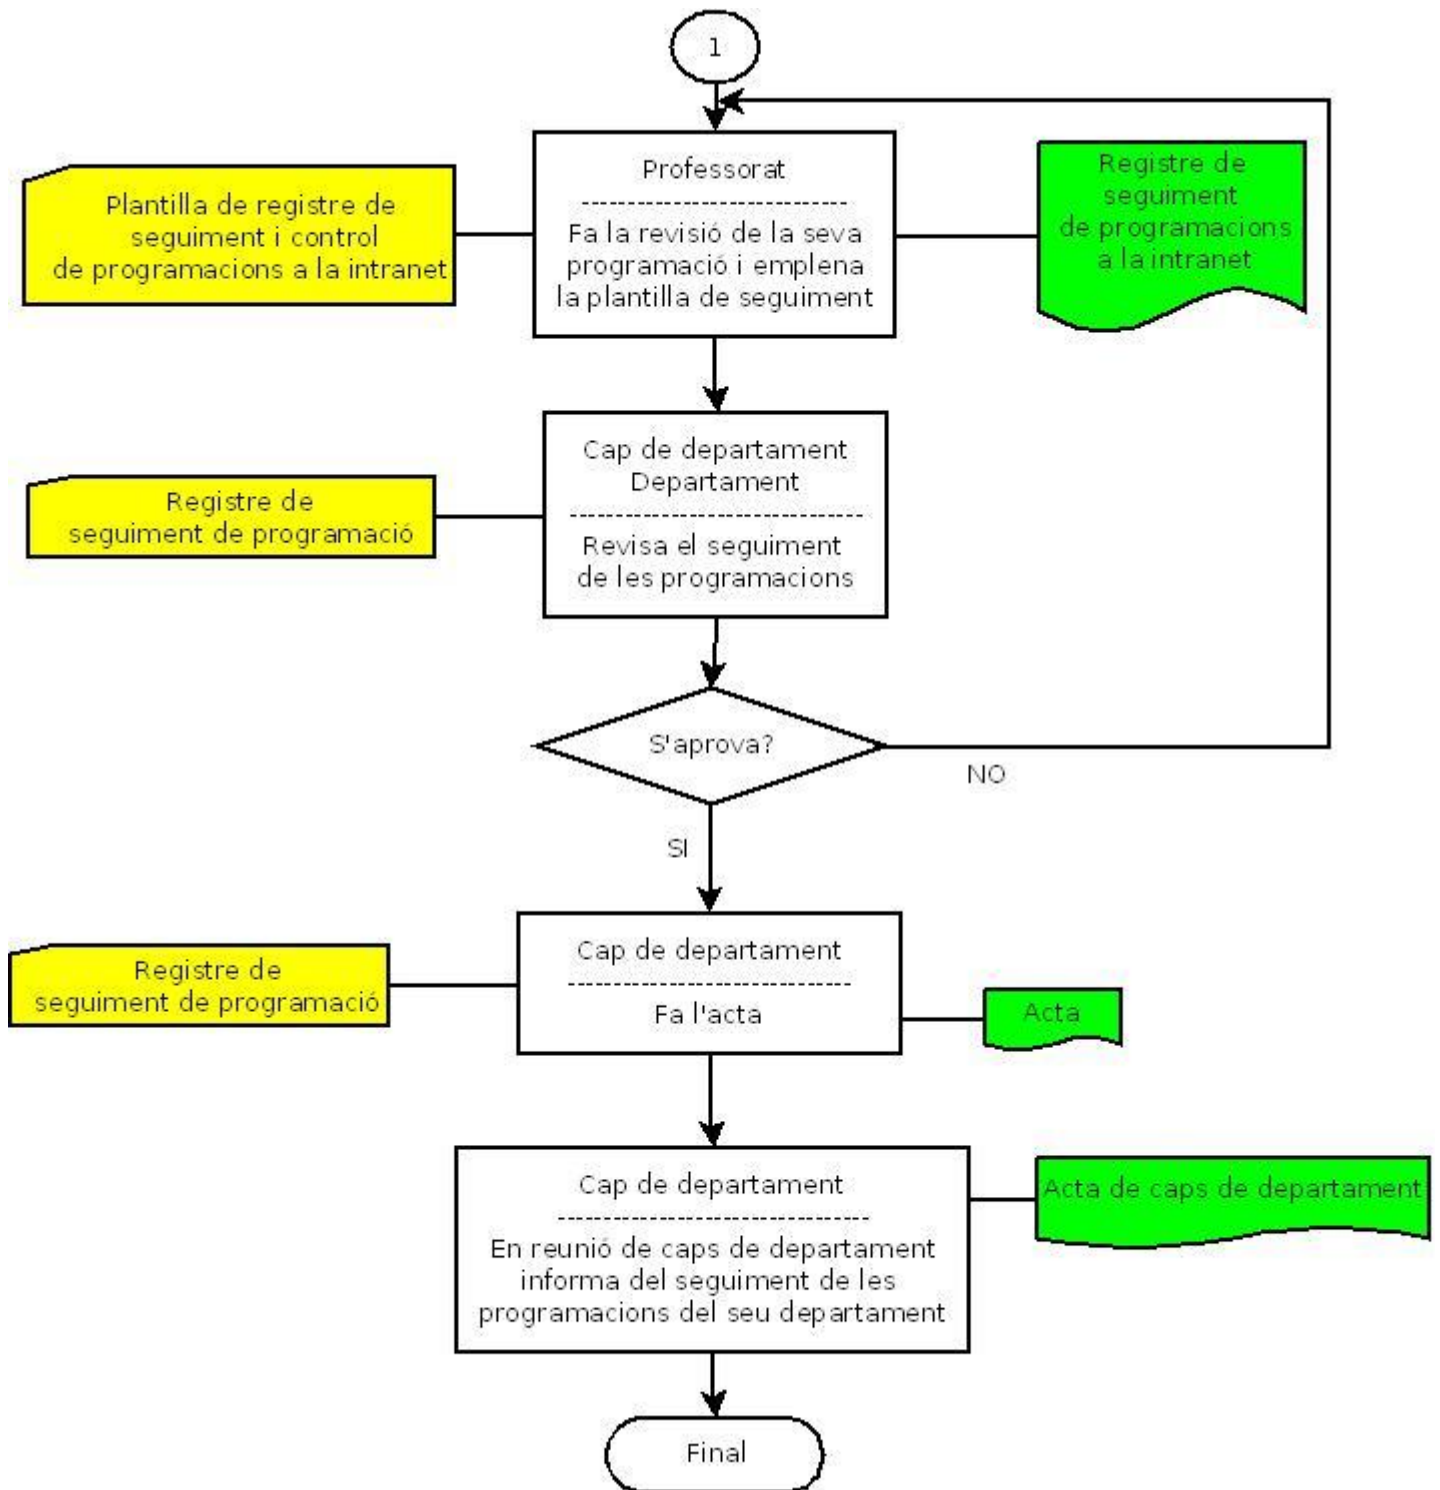 1
Professorat
-----------------------------
Fa la revisió de la seva
programació i emplena
la plantilla de seguiment
Plantilla de registre de
seguiment i control
de programacions a la intranet
Registre de
seguiment
de programacions
a la intranet
Cap de departament
Departament
--------------------------------
Revisa el seguiment
de les programacions
Registre de
seguiment de programació
S'aprova?
NO
SI
Cap de departament
-------------------------------
Fa l'acta
Registre de
seguiment de programació
Acta
Cap de departament
----------------------------------
En reunió de caps de departament
informa del seguiment de les
programacions del seu departament
Acta de caps de departament
Final